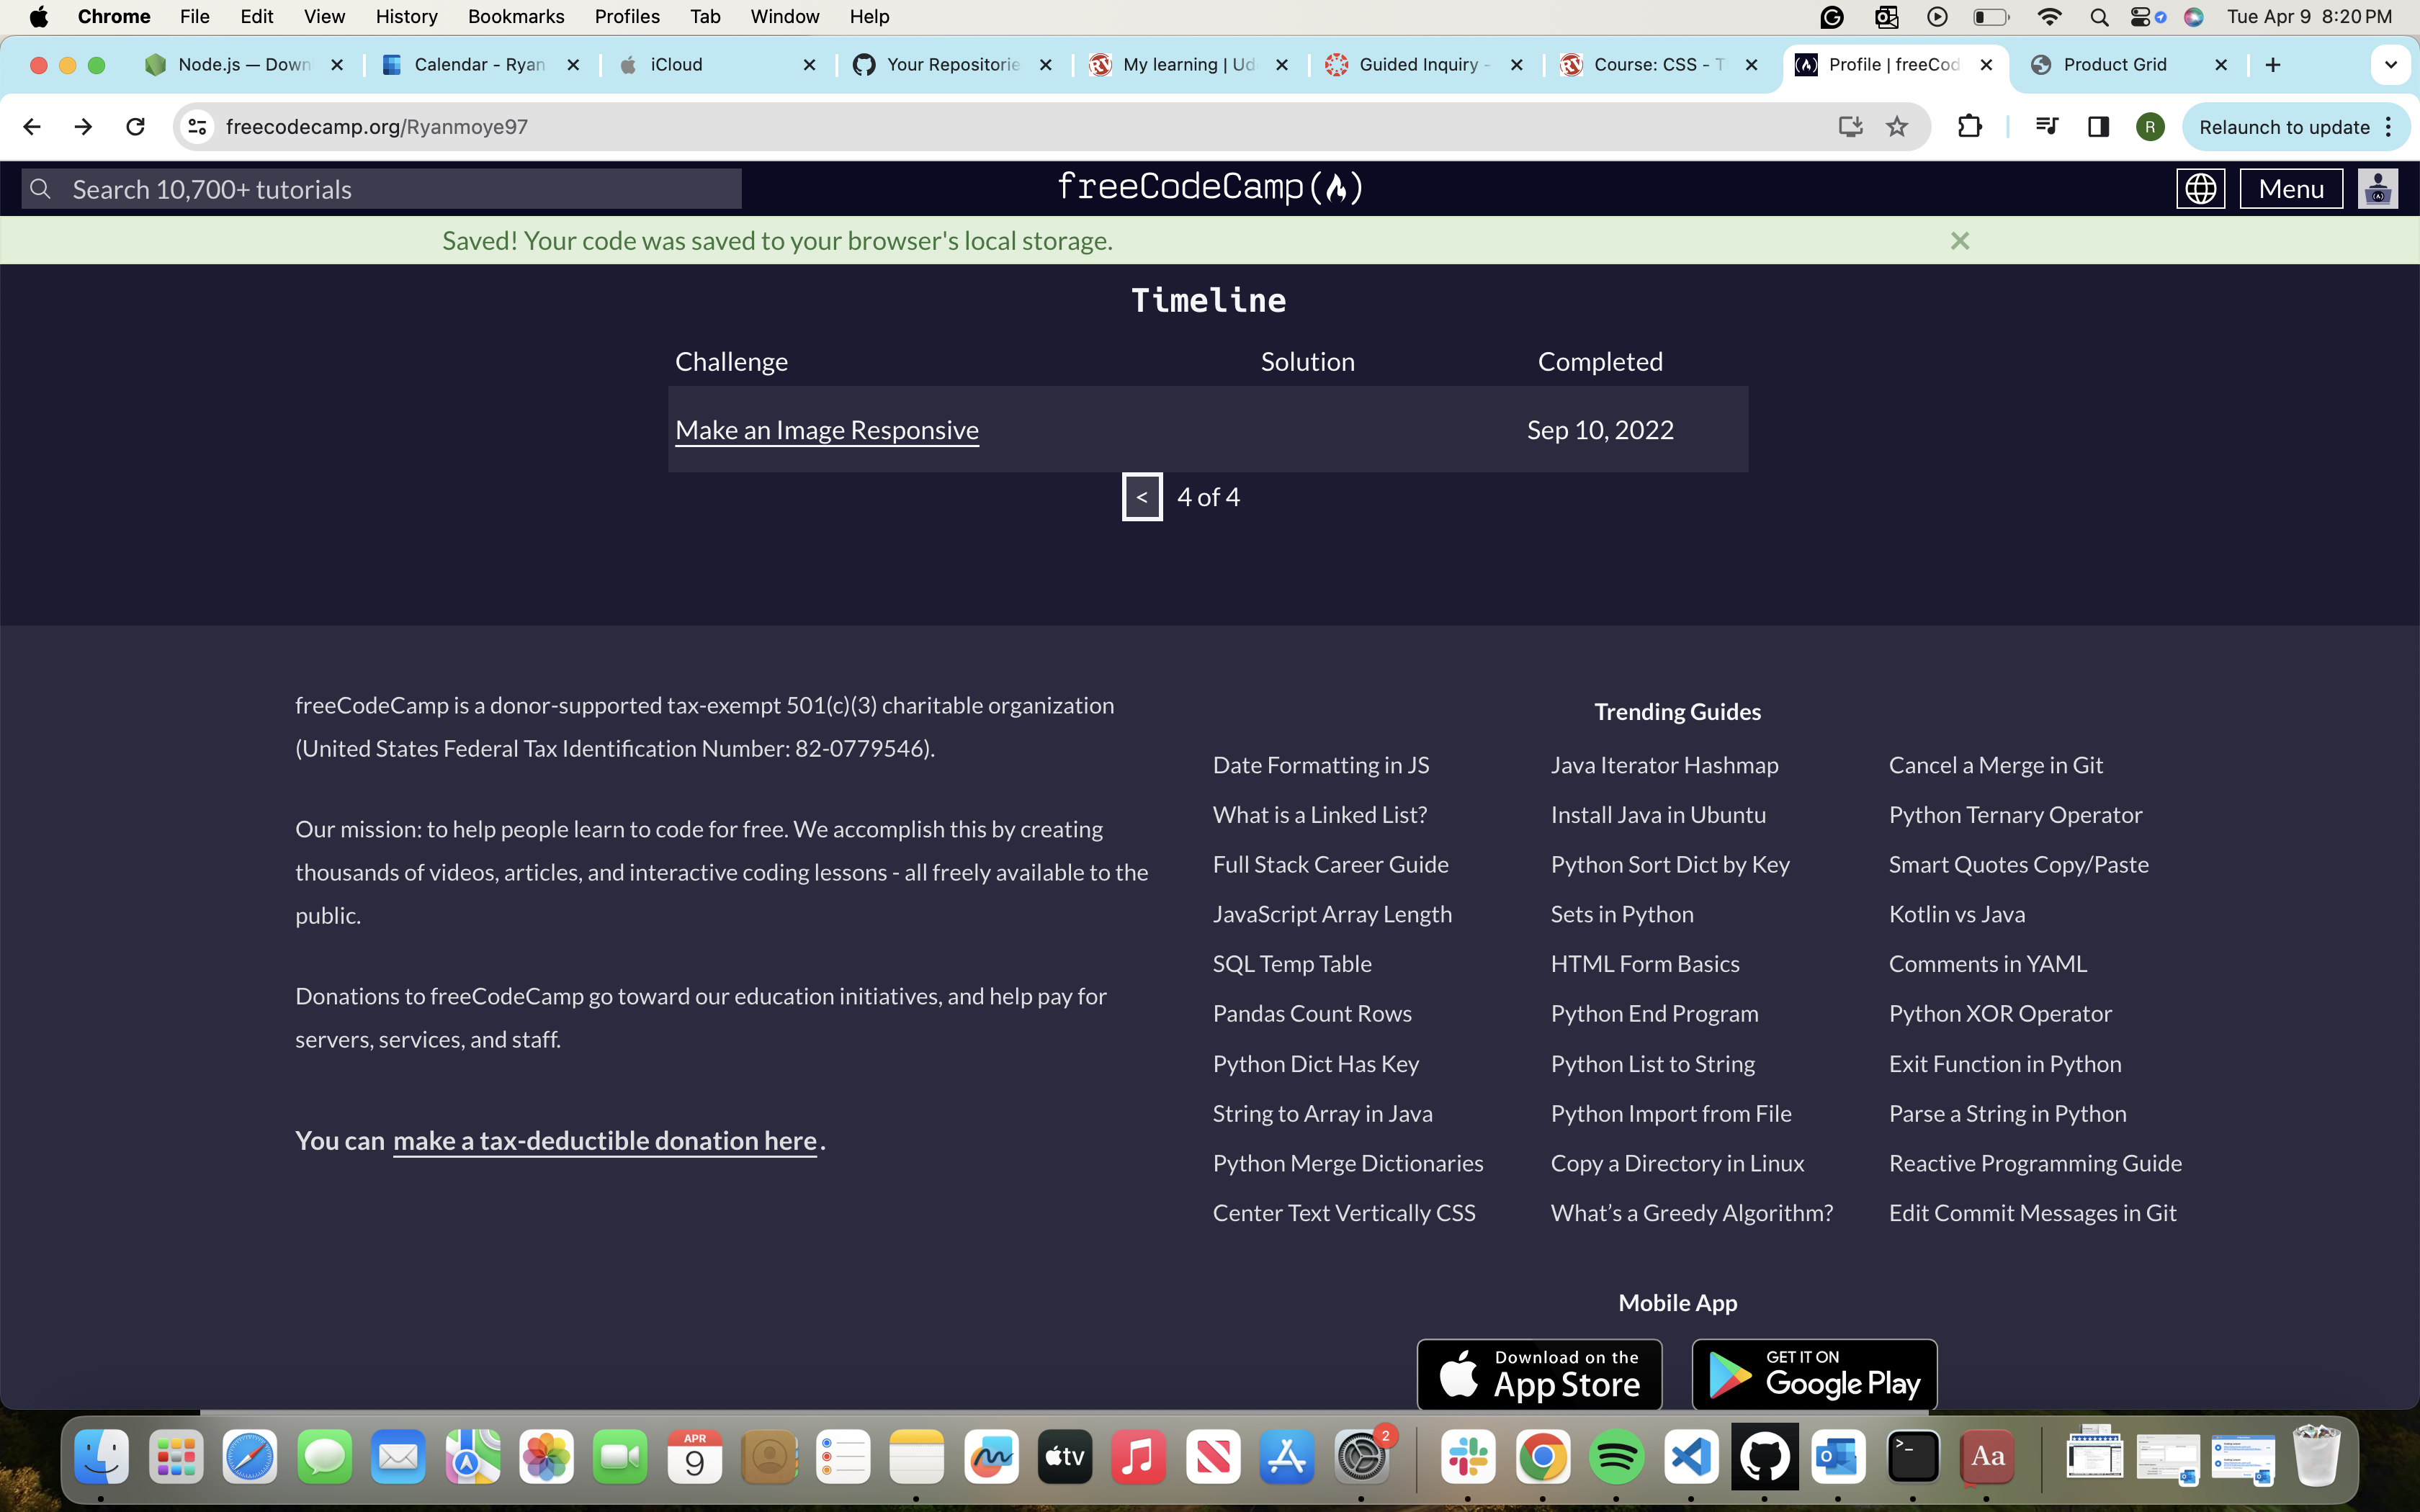 Chrome File Edit View History Bookmarks Profiles Tab Window Help Tue Apr 9 8:20 PM
Node.js — Down Calendar - Ryan iCloud Your Repositorie My learning | Ud Guided Inquiry - Course: CSS - T Profile | freeCod Product Grid
freecodecamp.org/Ryanmoye97 R Relaunch to update
Search 10,700+ tutorials freeCodeCamp Menu
Saved! Your code was saved to your browser's local storage.
Timeline
Challenge Solution Completed
Make an Image Responsive Sep 10, 2022
< 4 of 4
freeCodeCamp is a donor-supported tax-exempt 501(c)(3) charitable organization
(United States Federal Tax Identification Number: 82-0779546).
Our mission: to help people learn to code for free. We accomplish this by creating
thousands of videos, articles, and interactive coding lessons - all freely available to the
public.
Donations to freeCodeCamp go toward our education initiatives, and help pay for
servers, services, and staff.
You can make a tax-deductible donation here.
Trending Guides
Date Formatting in JS
What is a Linked List?
Full Stack Career Guide
JavaScript Array Length
SQL Temp Table
Pandas Count Rows
Python Dict Has Key
String to Array in Java
Python Merge Dictionaries
Center Text Vertically CSS
Java Iterator Hashmap
Install Java in Ubuntu
Python Sort Dict by Key
Sets in Python
HTML Form Basics
Python End Program
Python List to String
Python Import from File
Copy a Directory in Linux
What's a Greedy Algorithm?
Cancel a Merge in Git
Python Ternary Operator
Smart Quotes Copy/Paste
Kotlin vs Java
Comments in YAML
Python XOR Operator
Exit Function in Python
Parse a String in Python
Reactive Programming Guide
Edit Commit Messages in Git
Mobile App
Download on the
App Store
GET IT ON
Google Play
APR
9
tv
2
Aa